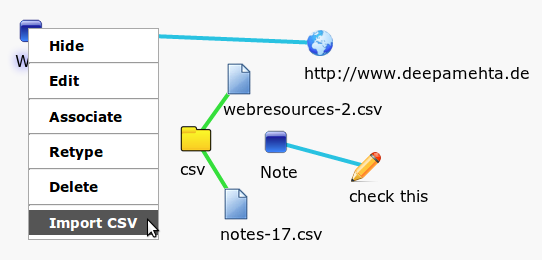 W
Hide
Edit
Associate
Retype
Delete
Import CSV
http://www.deepamehta.de
webresources-2.csv
csv
Note
check this
notes-17.csv